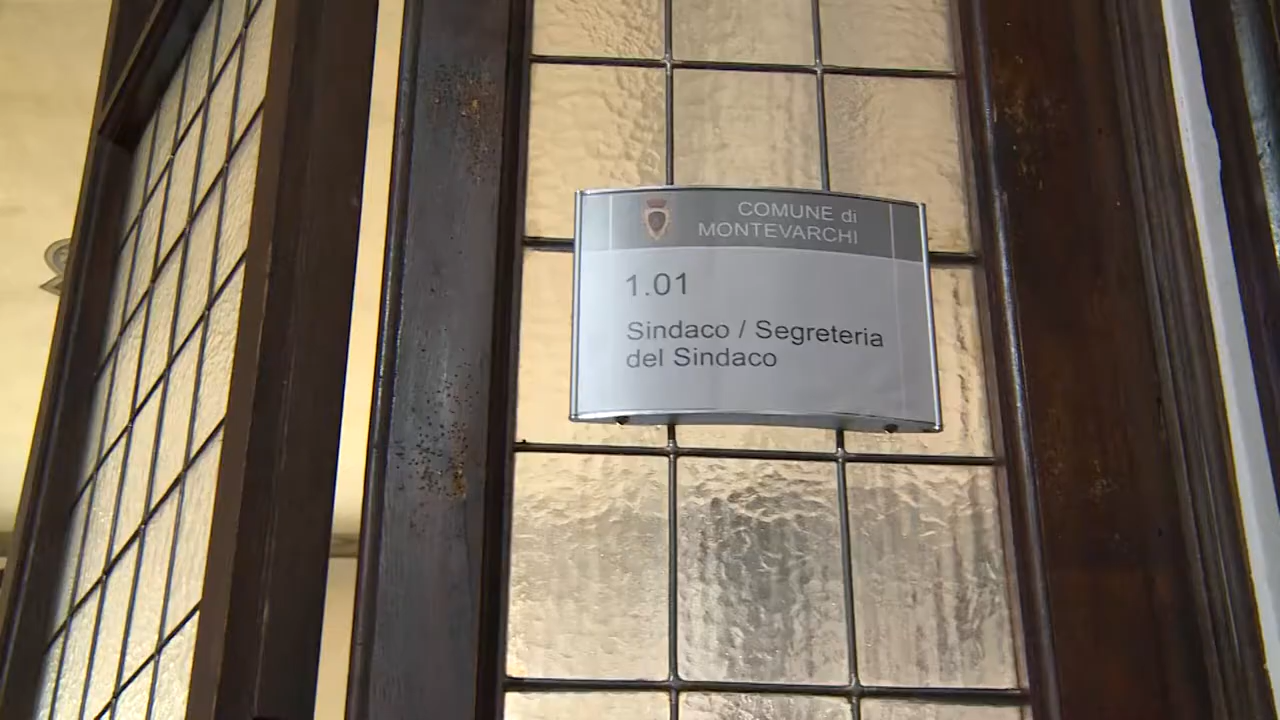 COMUNE di
MONTEVARCHI
1.01
Sindaco / Segreteria
del Sindaco